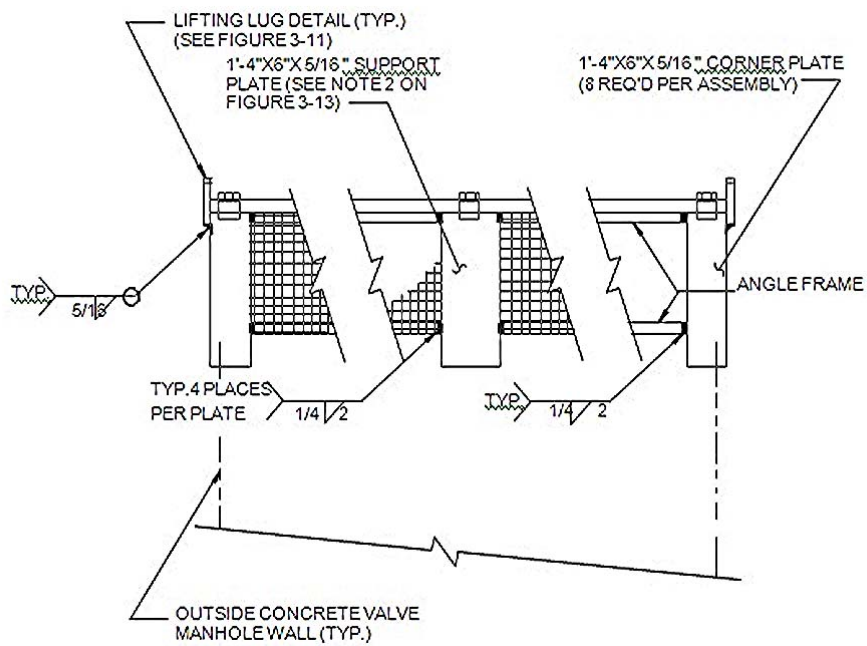 LIFTING LUG DETAIL (TYP.)
(SEE FIGURE 3-11)
1'-4"X6"X 5/16" SUPPORT
PLATE (SEE NOTE 2 ON
FIGURE 3-13)
1'-4"X6"X 5/16" CORNER PLATE
(8 REQ'D PER ASSEMBLY)
ANGLE FRAME
TYP.
5/16
TYP. 4 PLACES
PER PLATE
1/4 2
TYP.
1/4 2
OUTSIDE CONCRETE VALVE
MANHOLE WALL (TYP.)